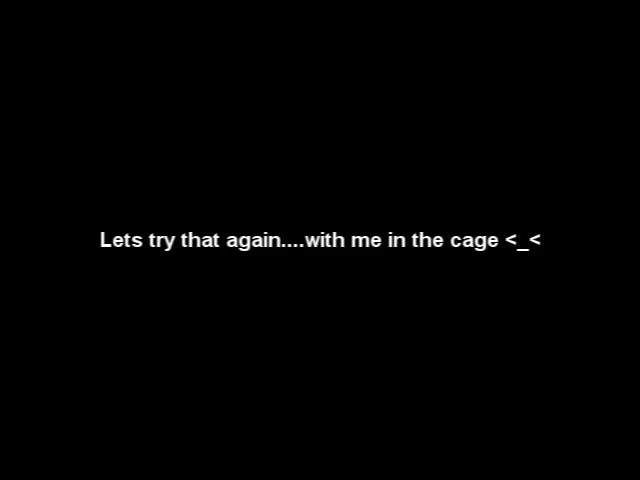 Lets try that again....with me in the cage <_<